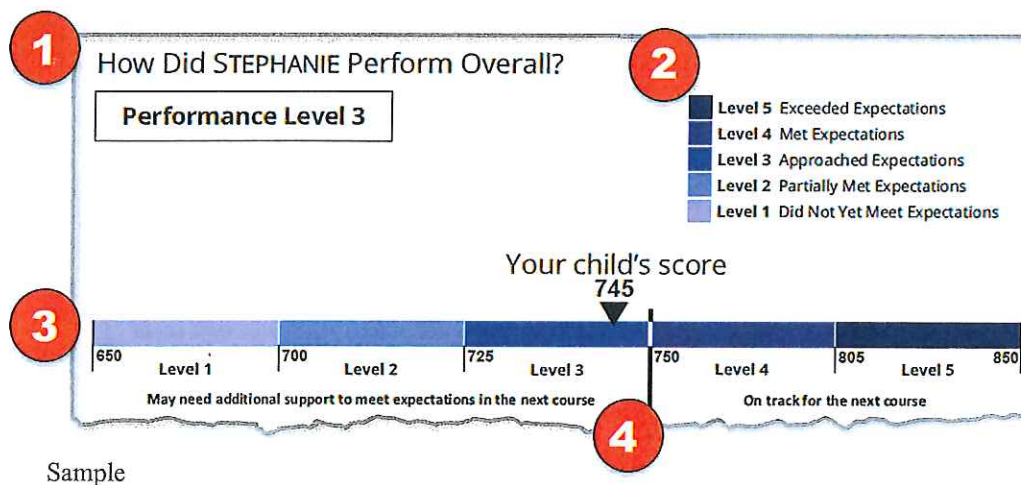 1
2
How Did STEPHANIE Perform Overall?
Performance Level 3
Level 5 Exceeded Expectations
Level 4 Met Expectations
Level 3 Approached Expectations
Level 2 Partially Met Expectations
Level 1 Did Not Yet Meet Expectations
Your child's score
745
3
650 700 725 750 805 850
Level 1 Level 2 Level 3 Level 4 Level 5
May need additional support to meet expectations in the next course On track for the next course
4
Sample